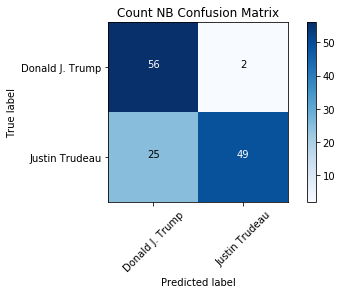 Count NB Confusion Matrix
True label
Donald J. Trump
56
2
Justin Trudeau
25
49
50
40
30
20
10
Donald J. Trump
Justin Trudeau
Predicted label